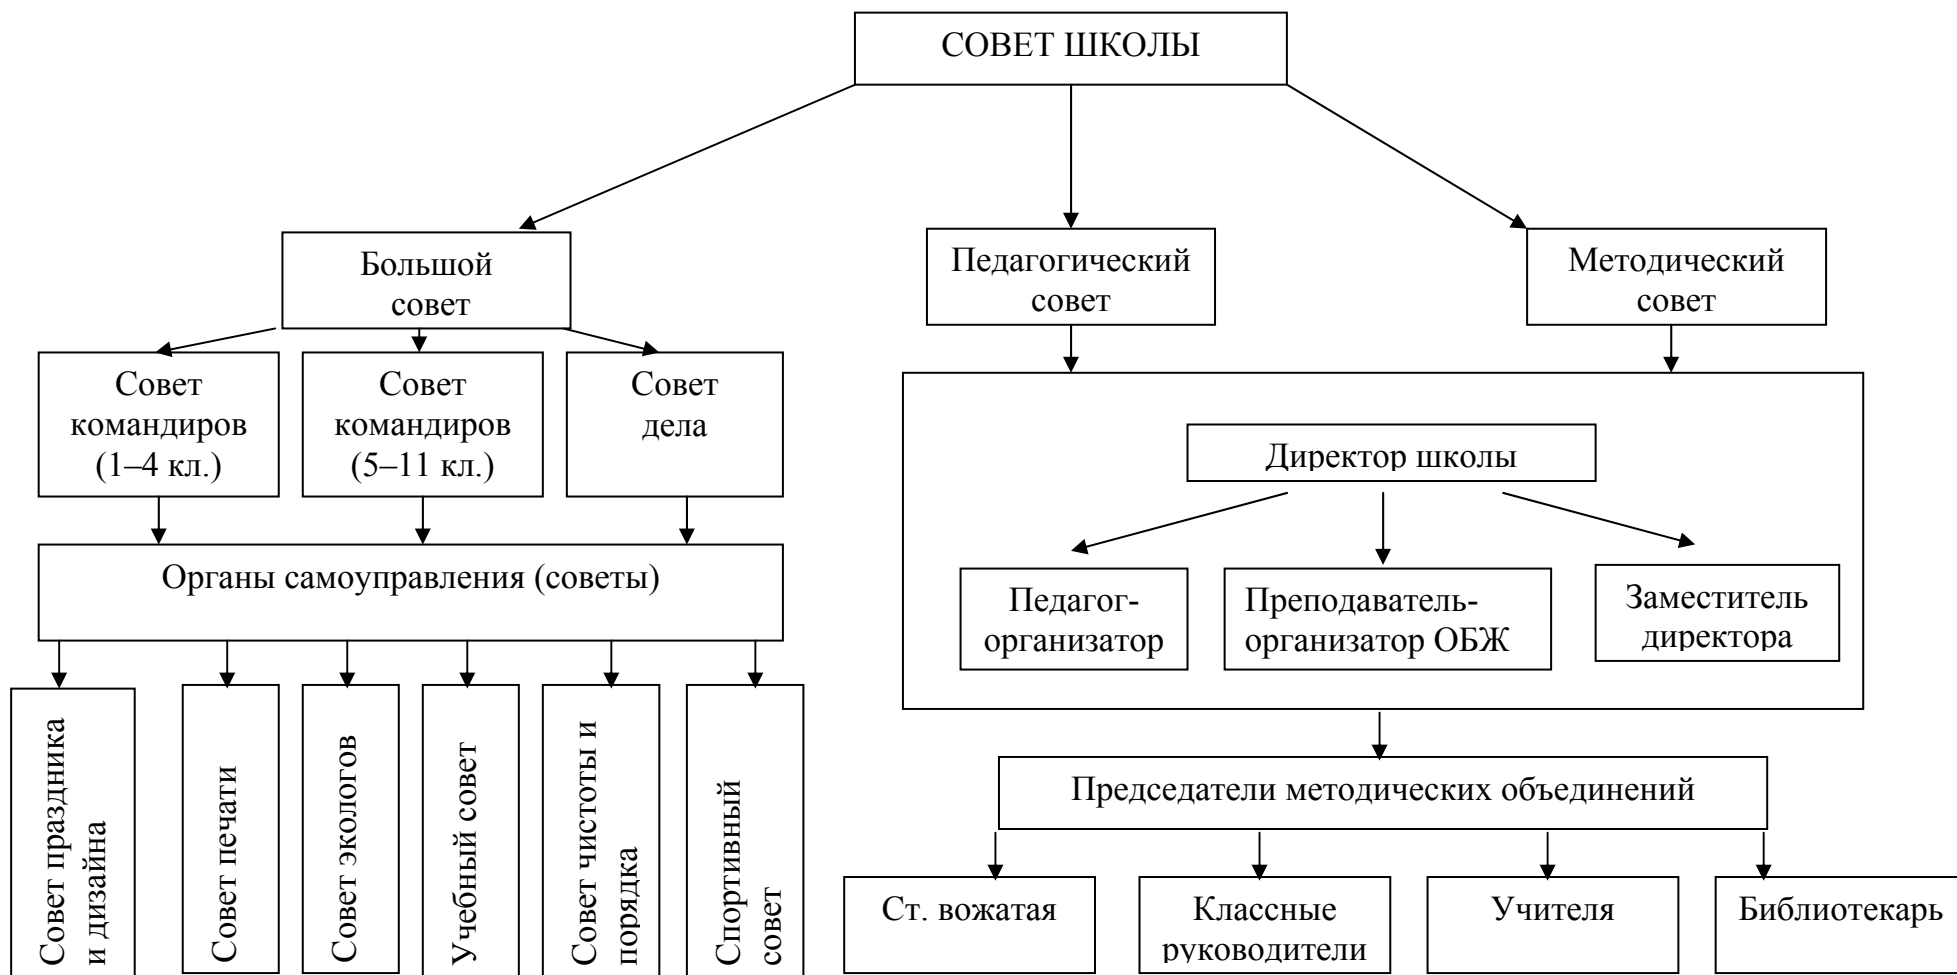 СОВЕТ ШКОЛЫ
Большой
совет
Педагогический
совет
Методический
совет
Совет
командиров
(1–4 кл.)
Совет
командиров
(5–11 кл.)
Совет
дела
Директор школы
Органы самоуправления (советы)
Педагог-
организатор
Преподаватель-
организатор ОБЖ
Заместитель
директора
Совет праздника
и дизайна
Совет печати
Совет экологов
Учебный совет
Совет чистоты и
порядка
Спортивный
совет
Председатели методических объединений
Ст. вожатая
Классные
руководители
Учителя
Библиотекарь